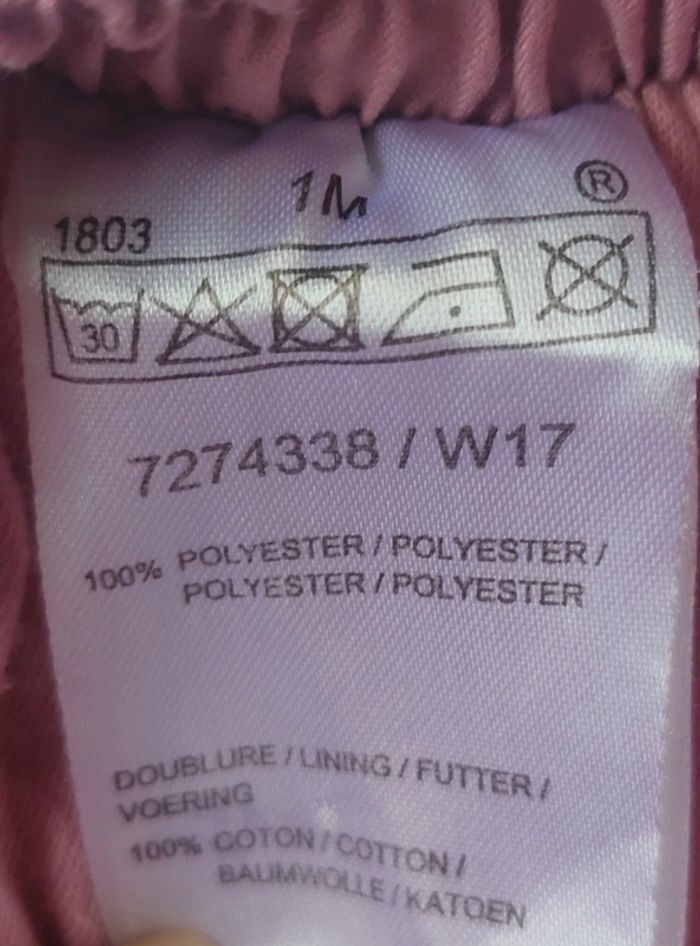 1M
®
1803
30
7274338 / W17
100% POLYESTER / POLYESTER /
POLYESTER / POLYESTER
DOUBLURE / LINING / FUTTER /
VOERING
100% COTON / COTTON /
BAUMWOLLE / KATOEN